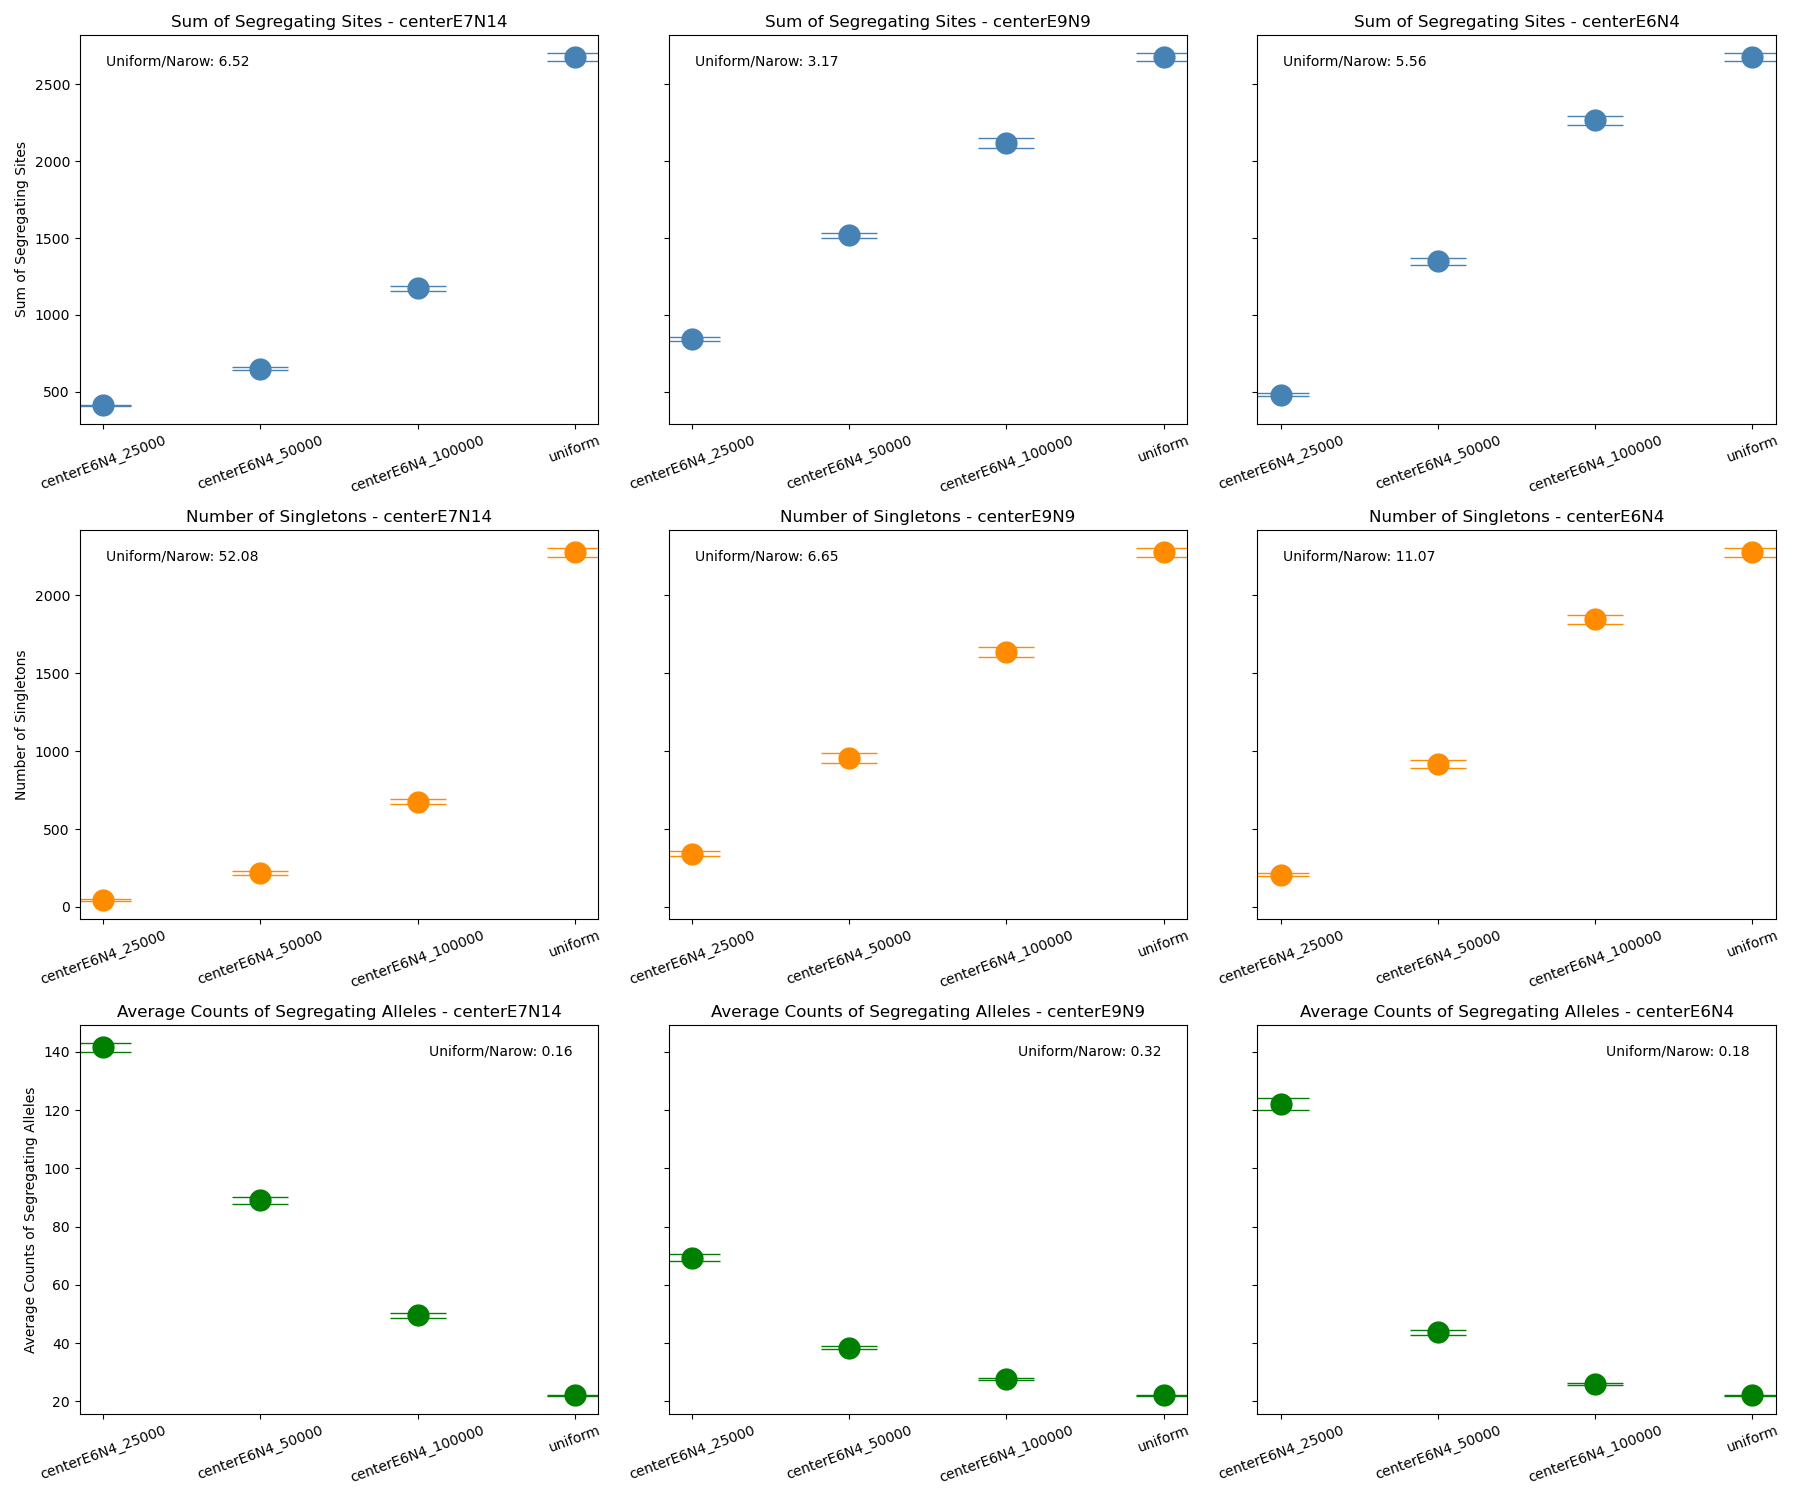 Sum of Segregating Sites - centerE7N14
Sum of Segregating Sites - centerE9N9
Sum of Segregating Sites - centerE6N4
Uniform/Narow: 6.52
Uniform/Narow: 3.17
Uniform/Narow: 5.56
Sum of Segregating Sites
2500
2000
1500
1000
500
centerE6N4_25000
centerE6N4_50000
centerE6N4_100000
uniform
centerE6N4_25000
centerE6N4_50000
centerE6N4_100000
uniform
centerE6N4_25000
centerE6N4_50000
centerE6N4_100000
uniform
Number of Singletons - centerE7N14
Number of Singletons - centerE9N9
Number of Singletons - centerE6N4
Uniform/Narow: 52.08
Uniform/Narow: 6.65
Uniform/Narow: 11.07
Number of Singletons
2000
1500
1000
500
0
centerE6N4_25000
centerE6N4_50000
centerE6N4_100000
uniform
centerE6N4_25000
centerE6N4_50000
centerE6N4_100000
uniform
centerE6N4_25000
centerE6N4_50000
centerE6N4_100000
uniform
Average Counts of Segregating Alleles - centerE7N14
Average Counts of Segregating Alleles - centerE9N9
Average Counts of Segregating Alleles - centerE6N4
Uniform/Narow: 0.16
Uniform/Narow: 0.32
Uniform/Narow: 0.18
Average Counts of Segregating Alleles
140
120
100
80
60
40
20
centerE6N4_25000
centerE6N4_50000
centerE6N4_100000
uniform
centerE6N4_25000
centerE6N4_50000
centerE6N4_100000
uniform
centerE6N4_25000
centerE6N4_50000
centerE6N4_100000
uniform